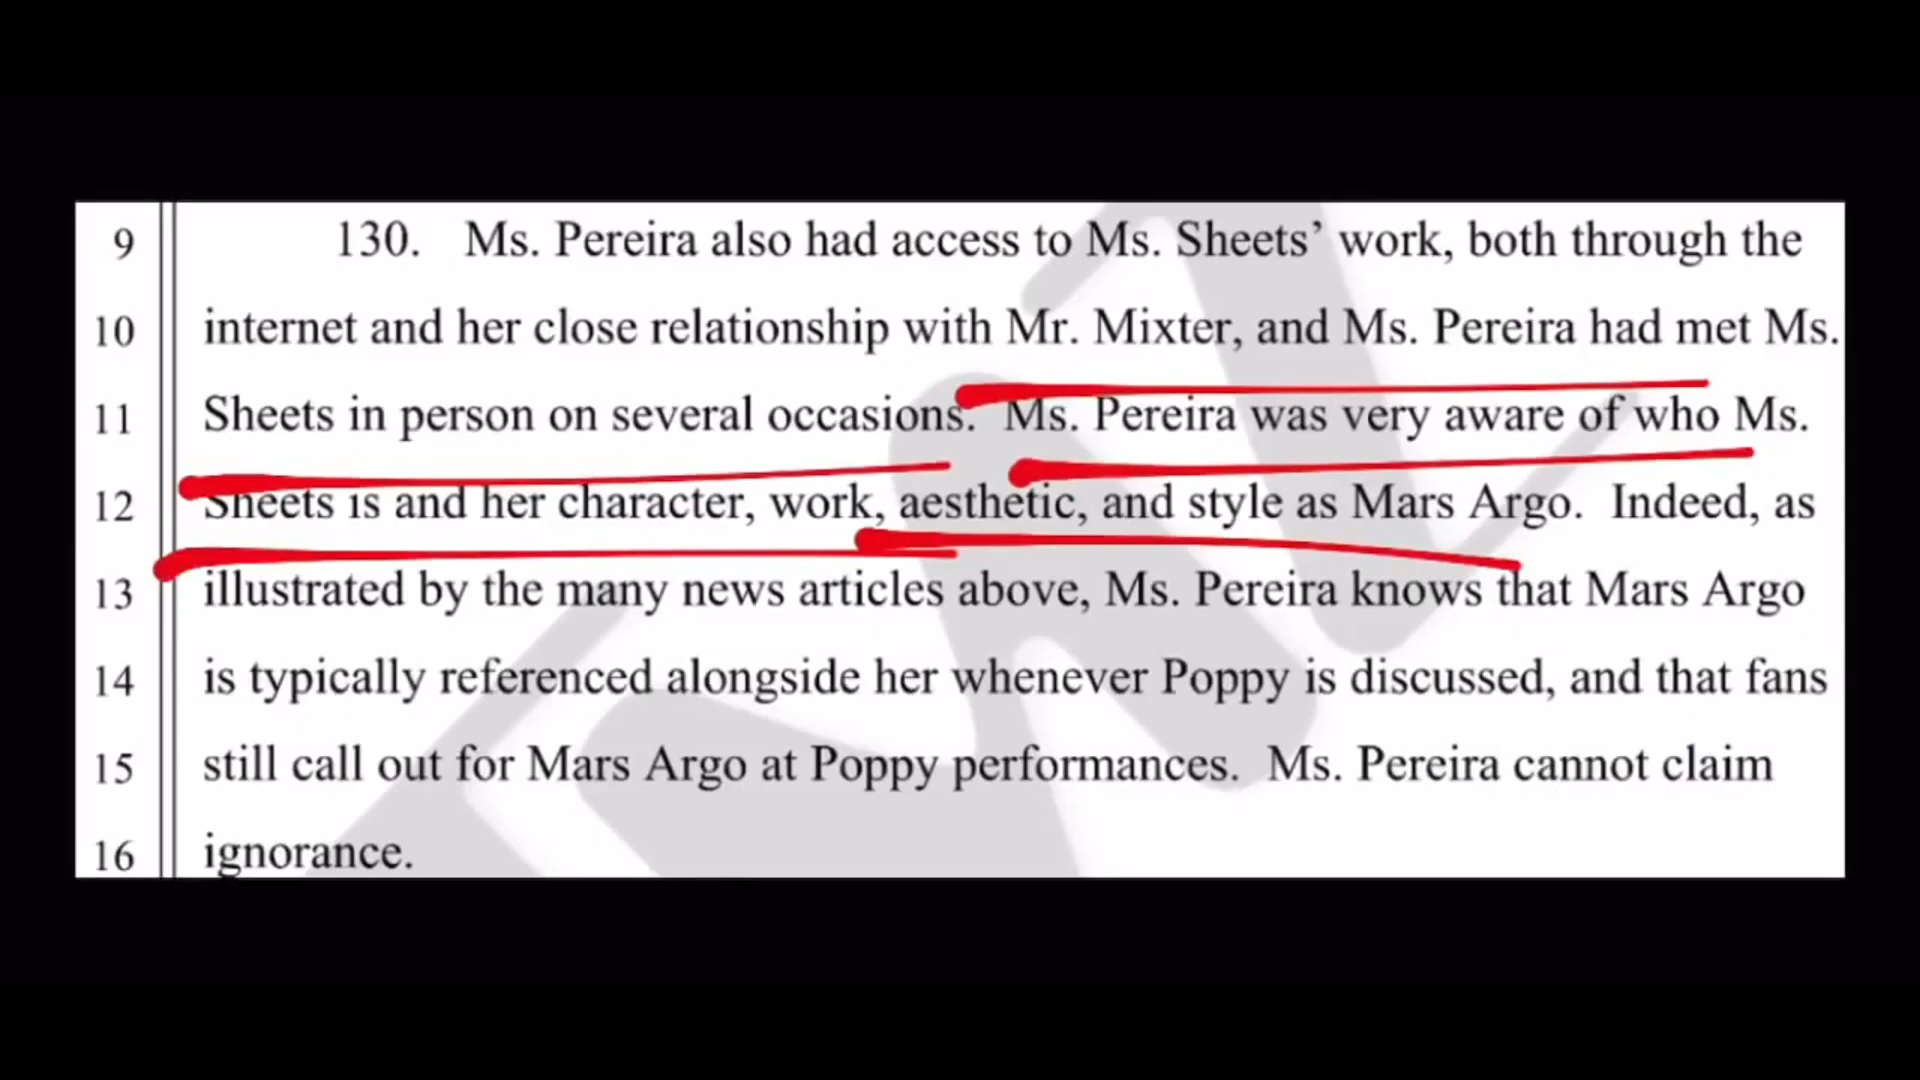 9 130. Ms. Pereira also had access to Ms. Sheets’ work, both through the
10 internet and her close relationship with Mr. Mixter, and Ms. Pereira had met Ms.
11 Sheets in person on several occasions. Ms. Pereira was very aware of who Ms.
12 Sheets is and her character, work, aesthetic, and style as Mars Argo. Indeed, as
13 illustrated by the many news articles above, Ms. Pereira knows that Mars Argo
14 is typically referenced alongside her whenever Poppy is discussed, and that fans
15 still call out for Mars Argo at Poppy performances. Ms. Pereira cannot claim
16 ignorance.